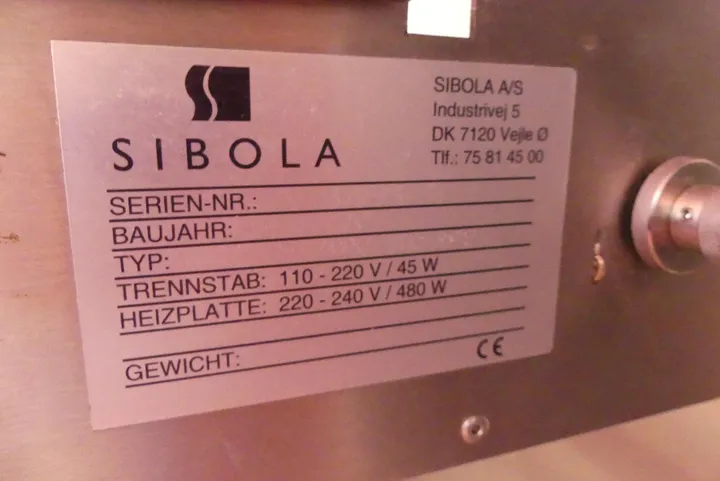 SIBOLA
SIBOLA A/S
Industrivej 5
DK 7120 Vejle Ø
Tlf.: 75 81 45 00
SERIEN-NR.:
BAUJAHR:
TYP:
TRENNSTAB: 110 - 220 V / 45 W
HEIZPLATTE: 220 - 240 V / 480 W
GEWICHT:
CE